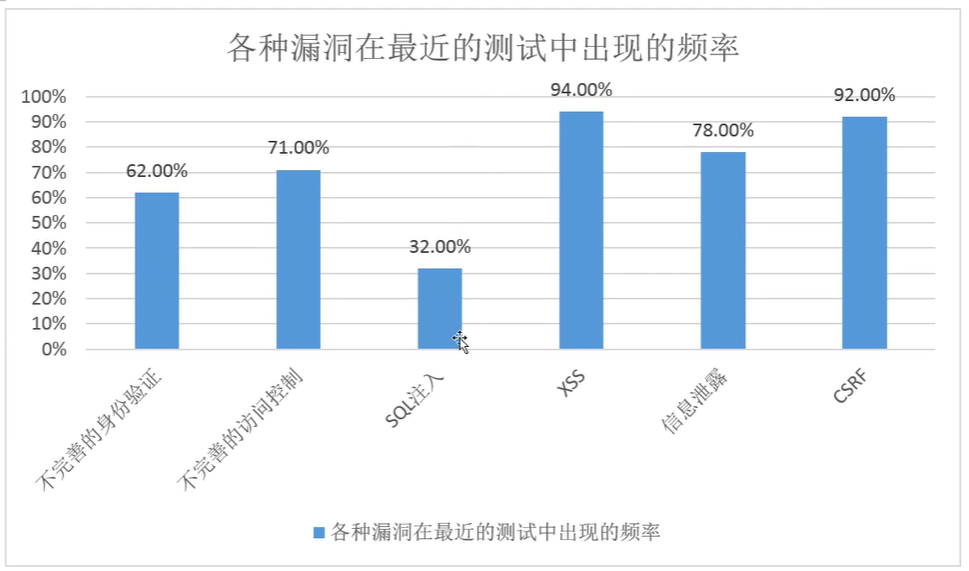 各种漏洞在最近的测试中出现的频率
100%
90%
80%
70%
60%
50%
40%
30%
20%
10%
0%
62.00%
71.00%
32.00%
94.00%
78.00%
92.00%
不完善的身份验证
不完善的访问控制
SQL注入
XSS
信息泄露
CSRF
各种漏洞在最近的测试中出现的频率